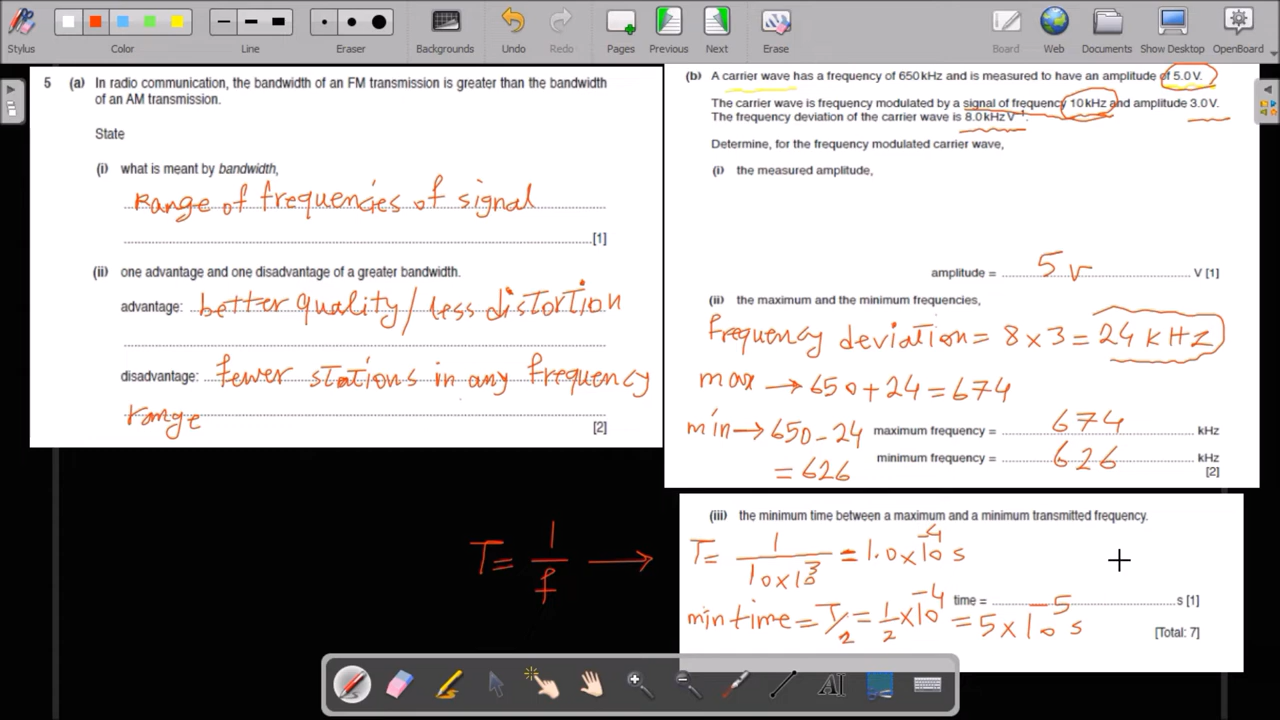 Stylus
Color
Line
Eraser
Backgrounds
Undo
Redo
Pages
Previous
Next
Erase
Board
Web
Documents
Show Desktop
OpenBoard
5 (a) In radio communication, the bandwidth of an FM transmission is greater than the bandwidth
of an AM transmission.
State
(i) what is meant by bandwidth,
Range of frequencies of signal
[1]
(ii) one advantage and one disadvantage of a greater bandwidth.
advantage: better quality/less distortion
disadvantage: fewer stations in any frequency
range
[2]
(b) A carrier wave has a frequency of 650 kHz and is measured to have an amplitude of 5.0 V.
The carrier wave is frequency modulated by a signal of frequency 10 kHz and amplitude 3.0 V.
The frequency deviation of the carrier wave is 8.0 kHz V⁻¹.
Determine, for the frequency modulated carrier wave,
(i) the measured amplitude,
amplitude = 5 v V [1]
(ii) the maximum and the minimum frequencies,
frequency deviation = 8 × 3 = 24 kHz
max → 650 + 24 = 674
min → 650 - 24
= 626
maximum frequency = 674 kHz
minimum frequency = 626 kHz
[2]
(iii) the minimum time between a maximum and a minimum transmitted frequency.
T = 1/f →
T = 1/10×10³ = 1.0×10⁻⁴ s
time = s [1]
min time = T/2 = 1/2 ×10⁻⁴ = 5×10⁻⁵ s
[Total: 7]
AI